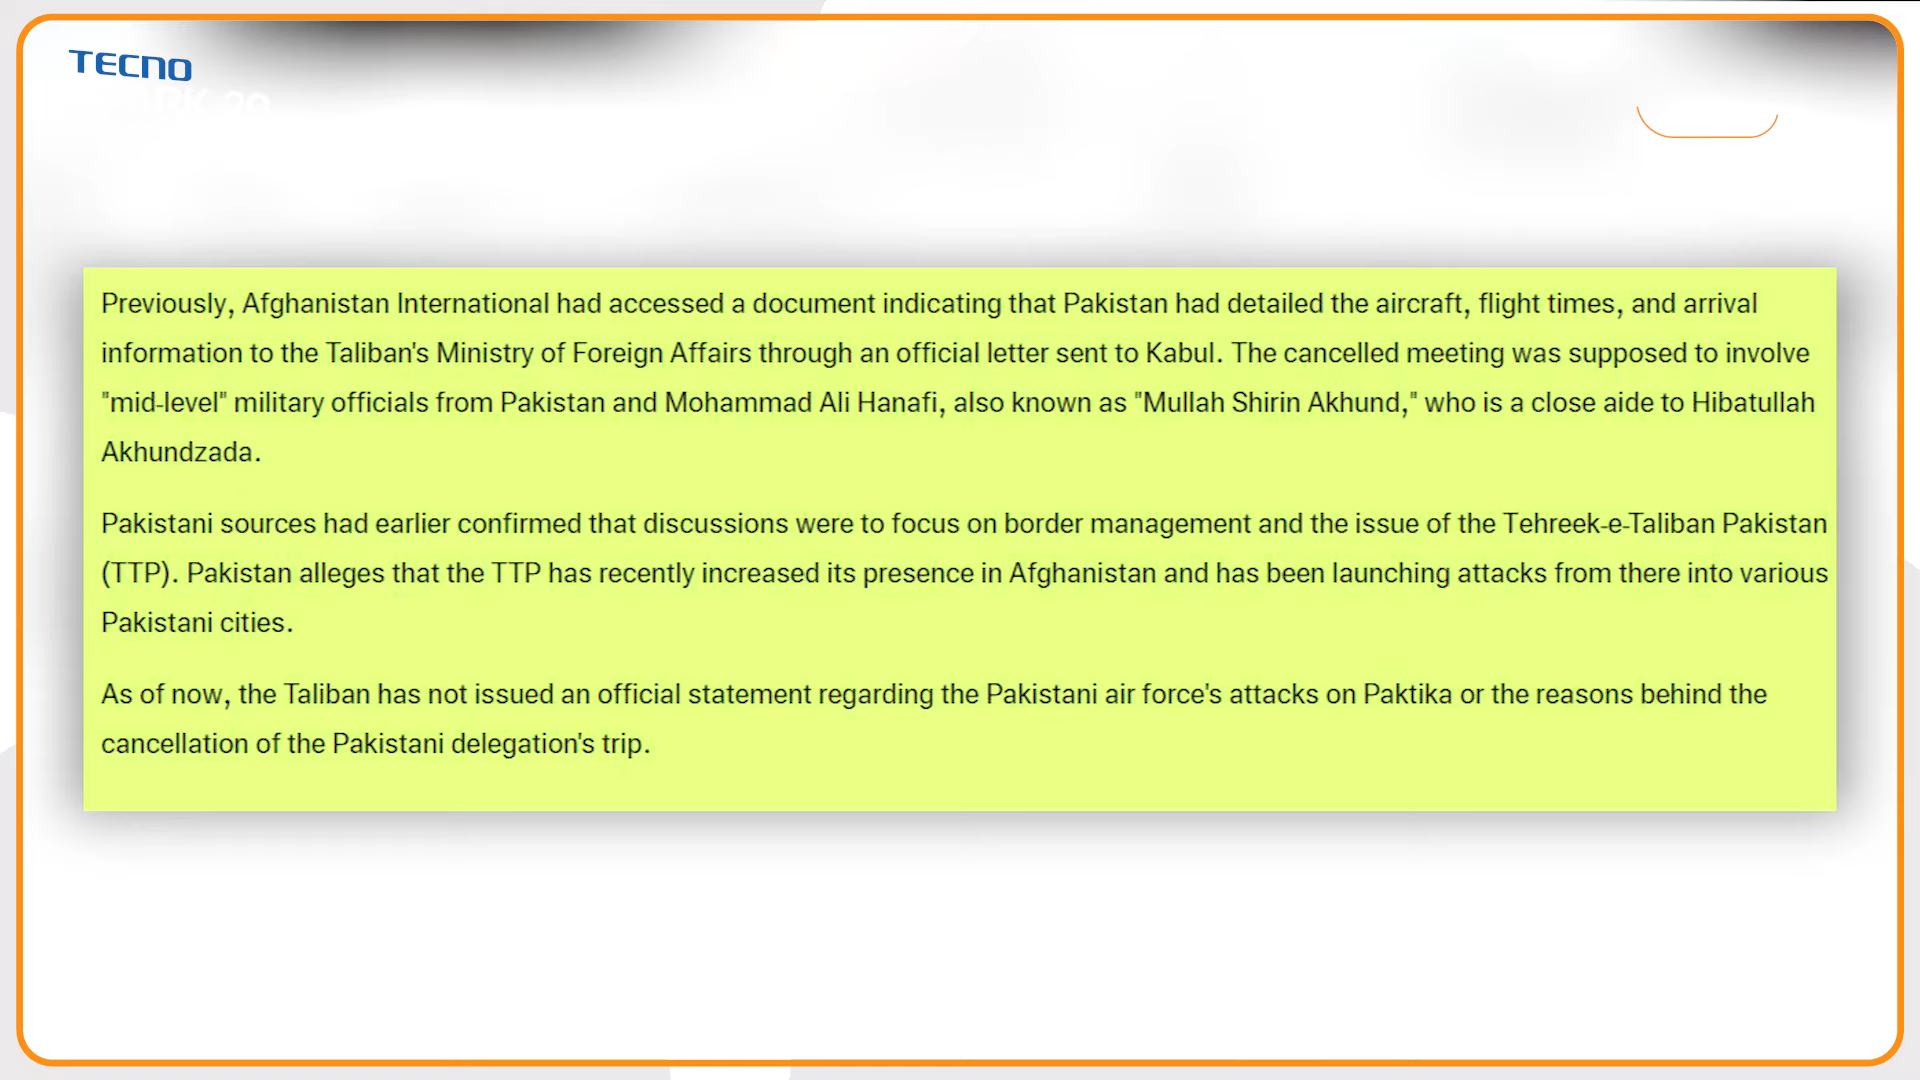 TECNO
Previously, Afghanistan International had accessed a document indicating that Pakistan had detailed the aircraft, flight times, and arrival
information to the Taliban's Ministry of Foreign Affairs through an official letter sent to Kabul. The cancelled meeting was supposed to involve
"mid-level" military officials from Pakistan and Mohammad Ali Hanafi, also known as "Mullah Shirin Akhund," who is a close aide to Hibatullah
Akhundzada.
Pakistani sources had earlier confirmed that discussions were to focus on border management and the issue of the Tehreek-e-Taliban Pakistan
(TTP). Pakistan alleges that the TTP has recently increased its presence in Afghanistan and has been launching attacks from there into various
Pakistani cities.
As of now, the Taliban has not issued an official statement regarding the Pakistani air force's attacks on Paktika or the reasons behind the
cancellation of the Pakistani delegation's trip.